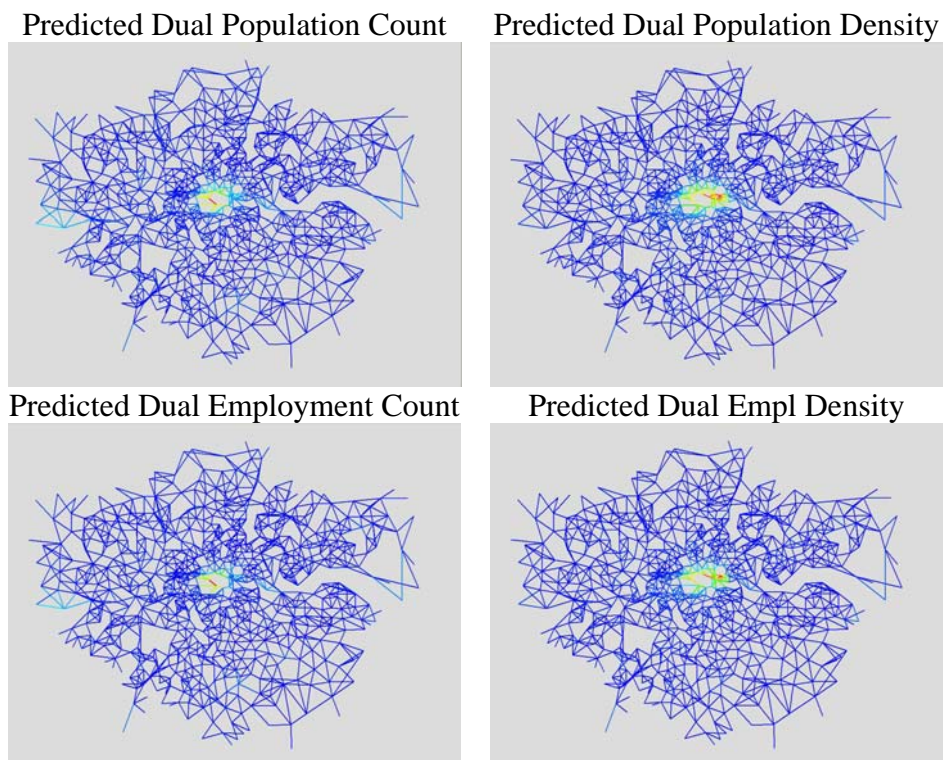 Predicted Dual Population Count
Predicted Dual Population Density
Predicted Dual Employment Count
Predicted Dual Empl Density